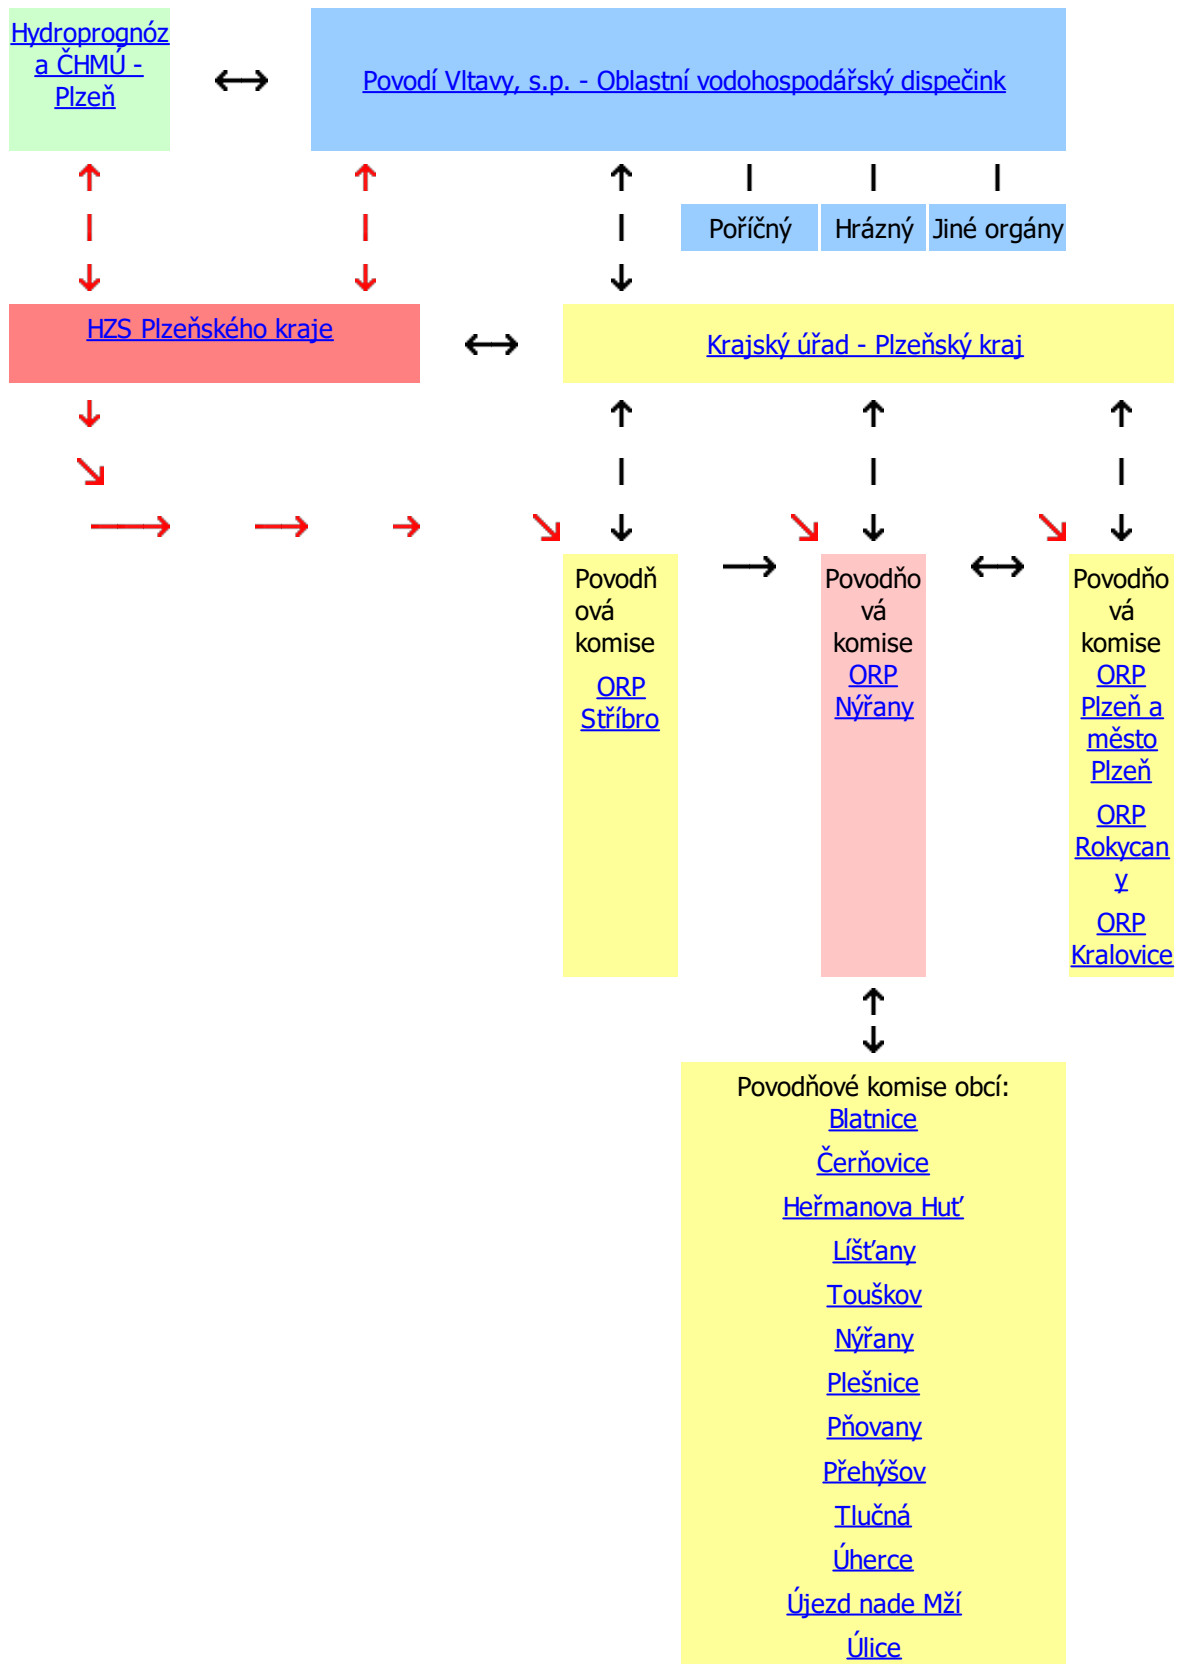 Hydroprognóz
a ČHMÚ -
Plzeň
Povodí Vltavy, s.p. - Oblastní vodohospodářský dispečink
Poříčný
Hrázný
Jiné orgány
HZS Plzeňského kraje
Krajský úřad - Plzeňský kraj
Povodň
ová
komise
ORP
Stříbro
Povodňo
vá
komise
ORP
Nýřany
Povodňo
vá
komise
ORP
Plzeň a
město
Plzeň
ORP
Rokycan
y
ORP
Kralovice
Povodňové komise obcí:
Blatnice
Čerňovice
Heřmanova Huť
Líšťany
Touškov
Nýřany
Plešnice
Pňovany
Přehýšov
Tlučná
Úherce
Újezd nade Mží
Úlice